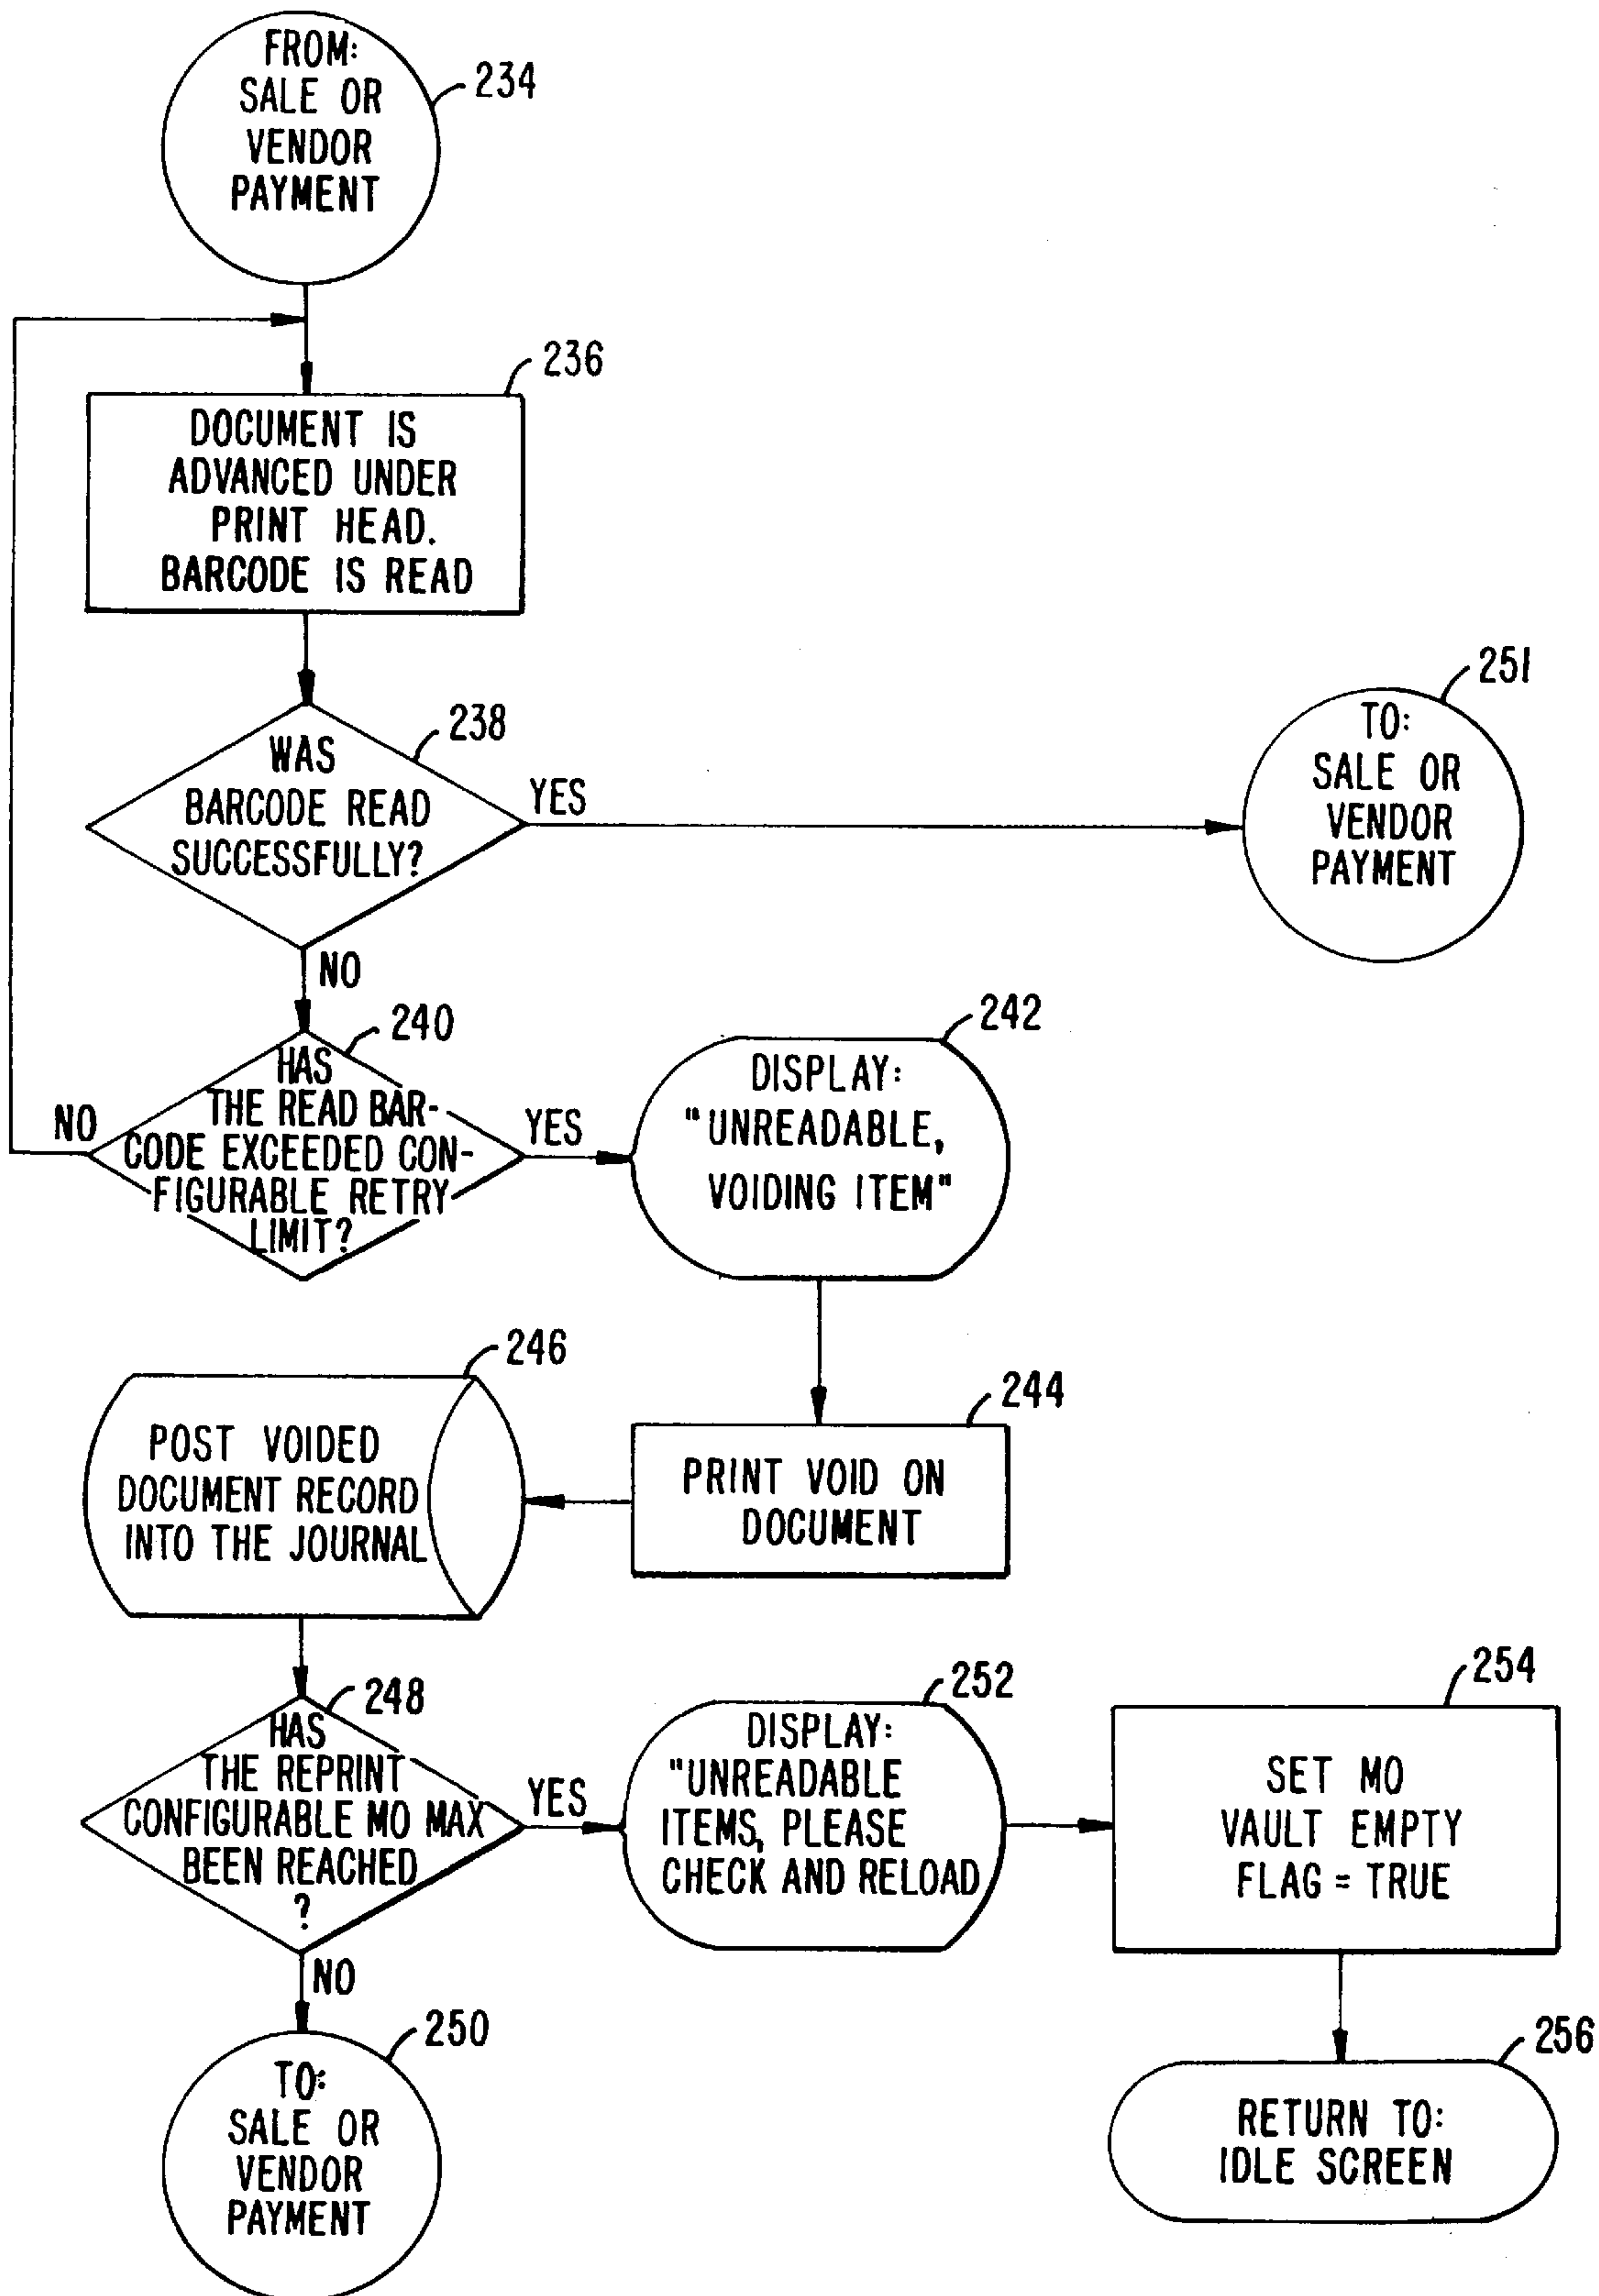 FROM:
SALE OR
VENDOR
PAYMENT
234
236
DOCUMENT IS
ADVANCED UNDER
PRINT HEAD.
BARCODE IS READ
238
WAS
BARCODE READ
SUCCESSFULLY?
YES
251
TO:
SALE OR
VENDOR
PAYMENT
NO
240
HAS
THE READ BAR-
CODE EXCEEDED CON-
FIGURABLE RETRY
LIMIT?
NO
YES
242
DISPLAY:
"UNREADABLE,
VOIDING ITEM"
244
PRINT VOID ON
DOCUMENT
246
POST VOIDED
DOCUMENT RECORD
INTO THE JOURNAL
248
HAS
THE REPRINT
CONFIGURABLE MO MAX
BEEN REACHED
?
YES
252
DISPLAY:
"UNREADABLE
ITEMS, PLEASE
CHECK AND RELOAD
254
SET MO
VAULT EMPTY
FLAG = TRUE
NO
250
TO:
SALE OR
VENDOR
PAYMENT
256
RETURN TO:
IDLE SCREEN